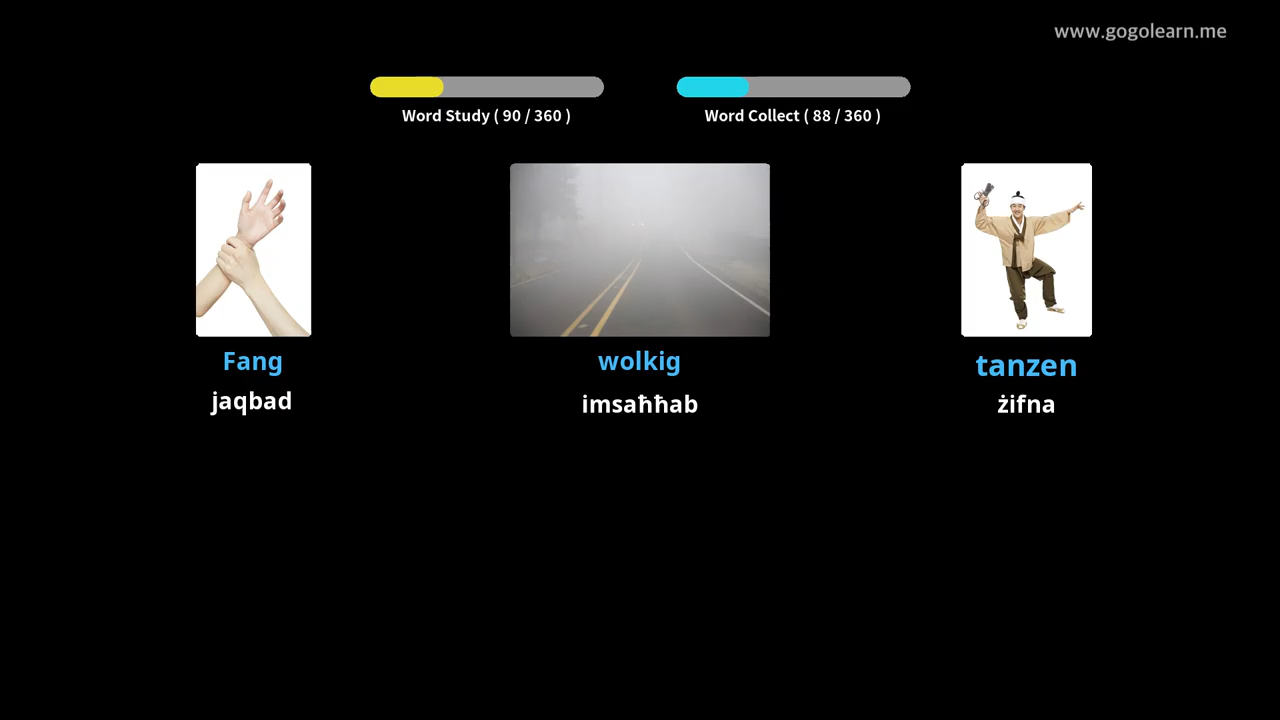 www.gogolearn.me
Word Study ( 90 / 360 )
Word Collect ( 88 / 360 )
Fang
wolkig
tanzen
jaqbad
imsaħħab
żifna